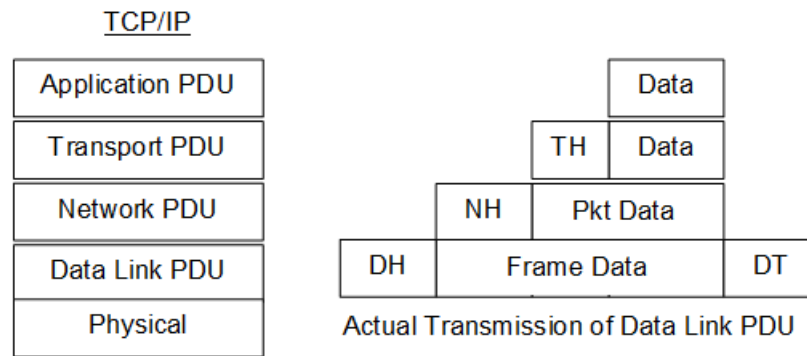 TCP/IP
Application PDU
Data
Transport PDU
TH
Data
Network PDU
NH
Pkt Data
Data Link PDU
DH
Frame Data
DT
Physical
Actual Transmission of Data Link PDU